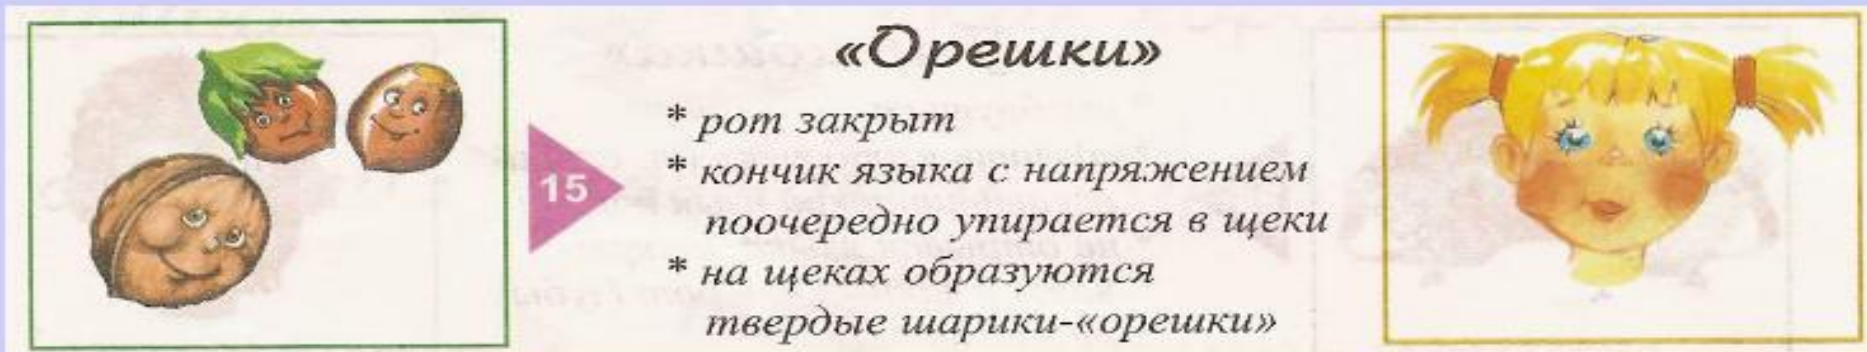 «Орешки»
* рот закрыт
15
* кончик языка с напряжением
поочередно упирается в щеки
* на щеках образуются
твердые шарики-«орешки»